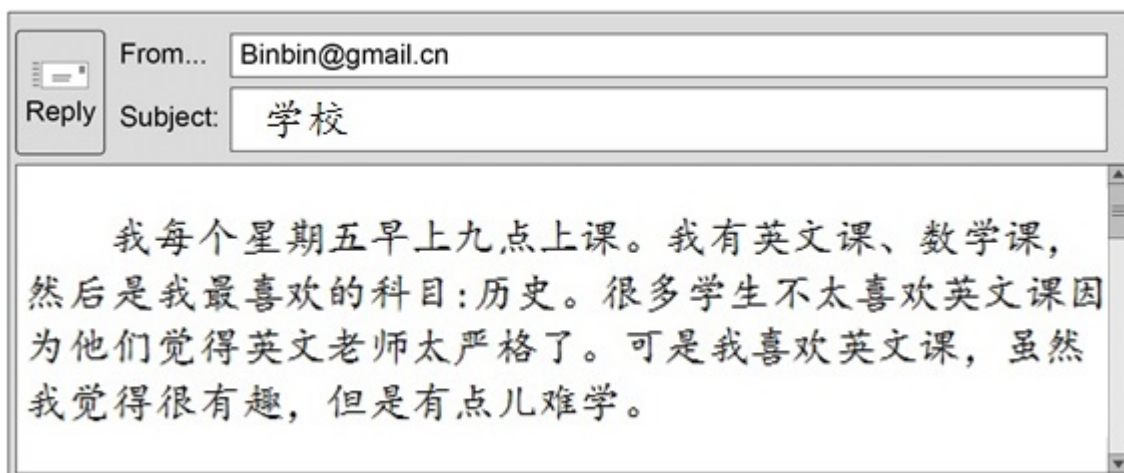 From... Binbin@gmail.cn
Reply
Subject: 学校
我每个星期五早上九点上课。我有英文课、数学课，
然后是我最喜欢的科目:历史。很多学生不太喜欢英文课因
为他们觉得英文老师太严格了。可是我喜欢英文课，虽然
我觉得很有趣，但是有点儿难学。